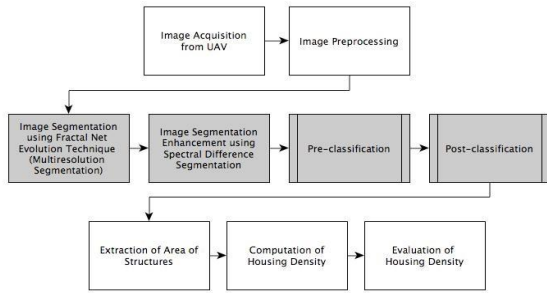 Image Acquisition
from UAV
Image Preprocessing
Image Segmentation
using Fractal Net
Evolution Technique
(Multiresolution
Segmentation)
Image Segmentation
Enhancement using
Spectral Difference
Segmentation
Pre-classification
Post-classification
Extraction of Area of
Structures
Computation of
Housing Density
Evaluation of
Housing Density